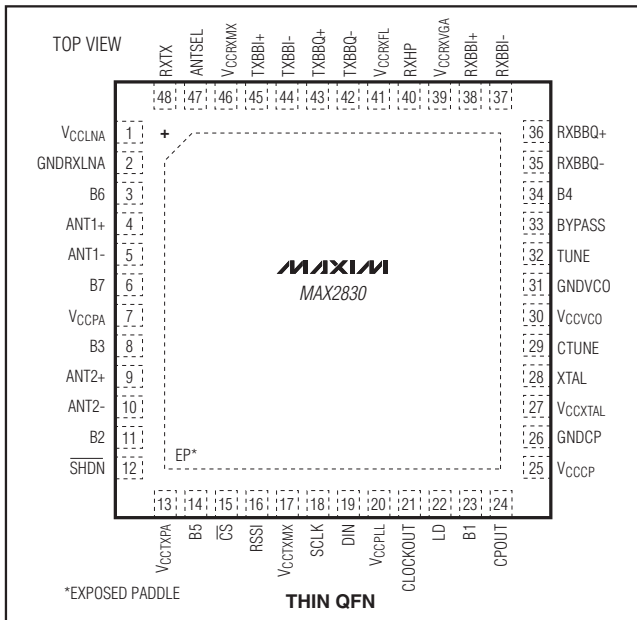 TOP VIEW
RXTX
ANTSEL
VCCRXMX
TXBBI+
TXBBI-
TXBBQ+
TXBBQ-
VCCRXFL
RXHP
VCCRXVGA
RXBBI+
RXBBI-
48 47 46 45 44 43 42 41 40 39 38 37
VCCLNA 1
GNDRXLNA 2
B6 3
ANT1+ 4
ANT1- 5
B7 6
VCCPA 7
B3 8
ANT2+ 9
ANT2- 10
B2 11
SHDN 12
+
MAXIM
MAX2830
EP*
36 RXBBQ+
35 RXBBQ-
34 B4
33 BYPASS
32 TUNE
31 GNDVCO
30 VCCVCO
29 CTUNE
28 XTAL
27 VCCXTAL
26 GNDCP
25 VCCCP
13 14 15 16 17 18 19 20 21 22 23 24
VCCTXPA
B5
CS
RSSI
VCCTXMX
SCLK
DIN
VCCPLL
CLOCKOUT
LD
B1
CPOUT
*EXPOSED PADDLE
THIN QFN